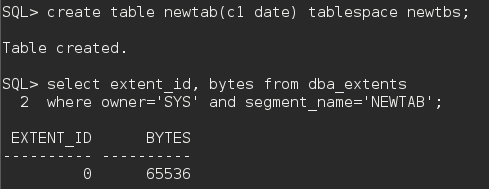 SQL> create table newtab(c1 date) tablespace newtbs;
Table created.
SQL> select extent_id, bytes from dba_extents
  2  where owner='SYS' and segment_name='NEWTAB';
 EXTENT_ID      BYTES
---------- ----------
         0      65536